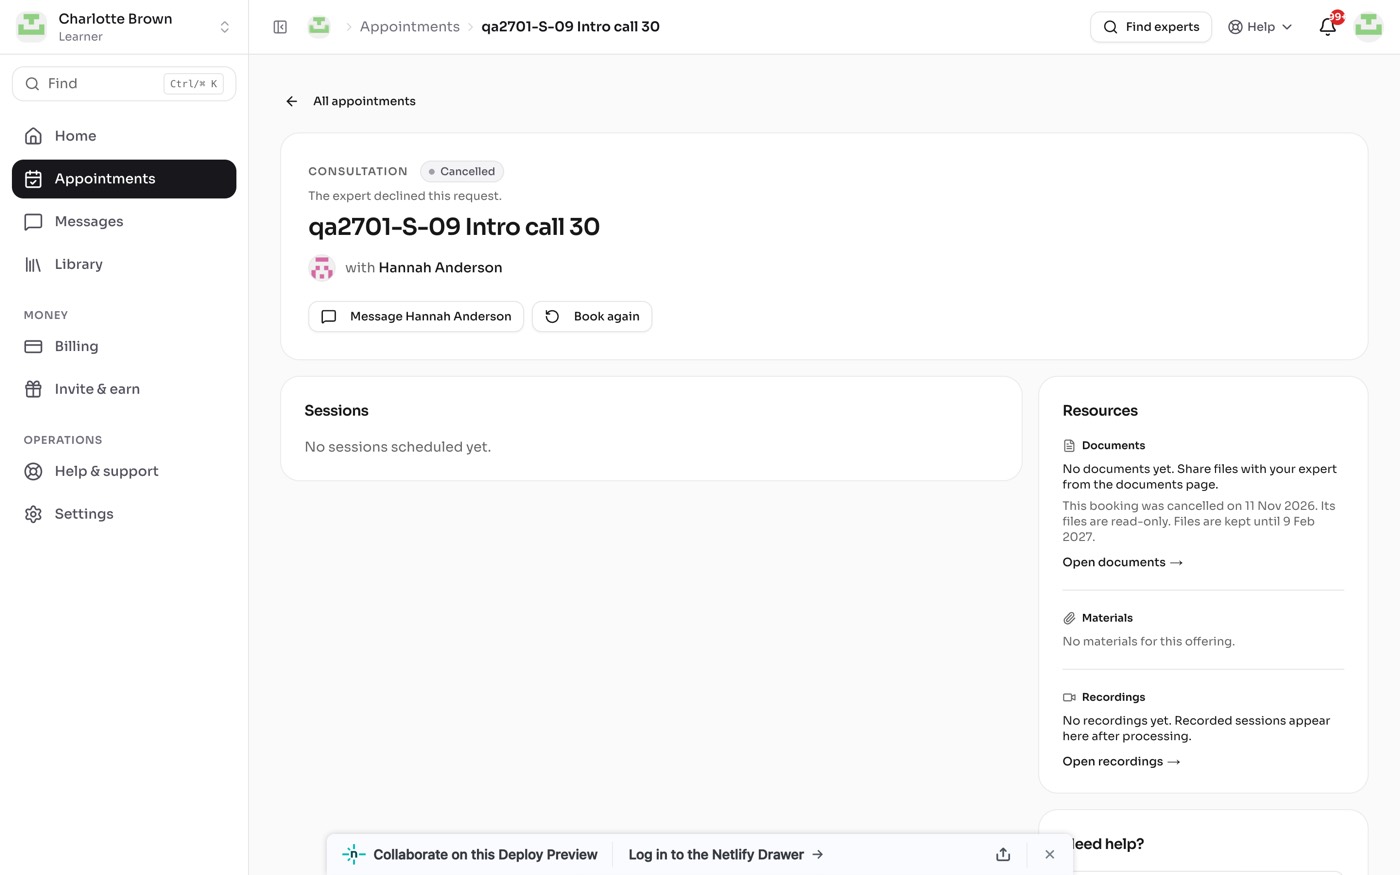 Charlotte Brown
Learner
Find
Ctrl/⌘ K
Home
Appointments
Messages
Library
MONEY
Billing
Invite & earn
OPERATIONS
Help & support
Settings
Appointments
qa2701-S-09 Intro call 30
Find experts
Help
99+
All appointments
CONSULTATION
Cancelled
The expert declined this request.
qa2701-S-09 Intro call 30
with Hannah Anderson
Message Hannah Anderson
Book again
Sessions
No sessions scheduled yet.
Resources
Documents
No documents yet. Share files with your expert
from the documents page.
This booking was cancelled on 11 Nov 2026. Its
files are read-only. Files are kept until 9 Feb
2027.
Open documents →
Materials
No materials for this offering.
Recordings
No recordings yet. Recorded sessions appear
here after processing.
Open recordings →
help?
Collaborate on this Deploy Preview
Log in to the Netlify Drawer →